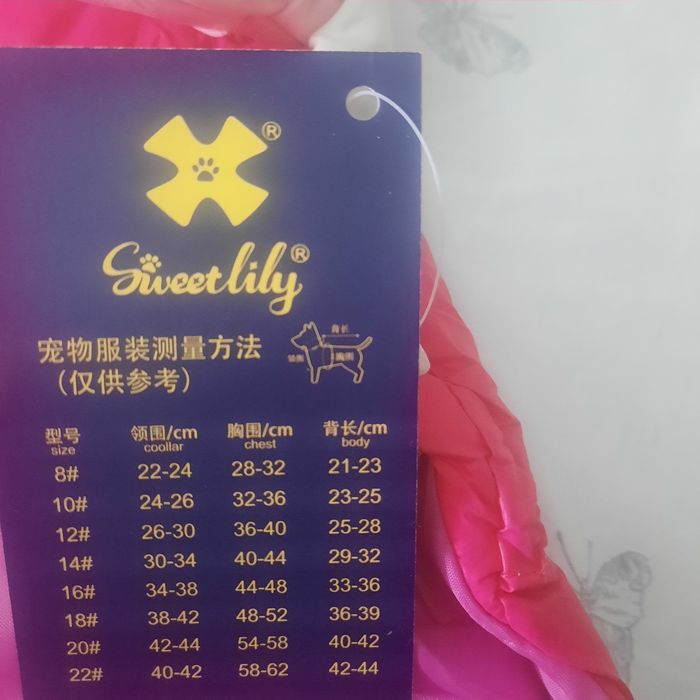 ®
Sweetlily®
宠物服装测量方法
（仅供参考）
背长
胸围
型号 领围/cm 胸围/cm 背长/cm
size coollar chest body
8# 22-24 28-32 21-23
10# 24-26 32-36 23-25
12# 26-30 36-40 25-28
14# 30-34 40-44 29-32
16# 34-38 44-48 33-36
18# 38-42 48-52 36-39
20# 42-44 54-58 40-42
22# 40-42 58-62 42-44